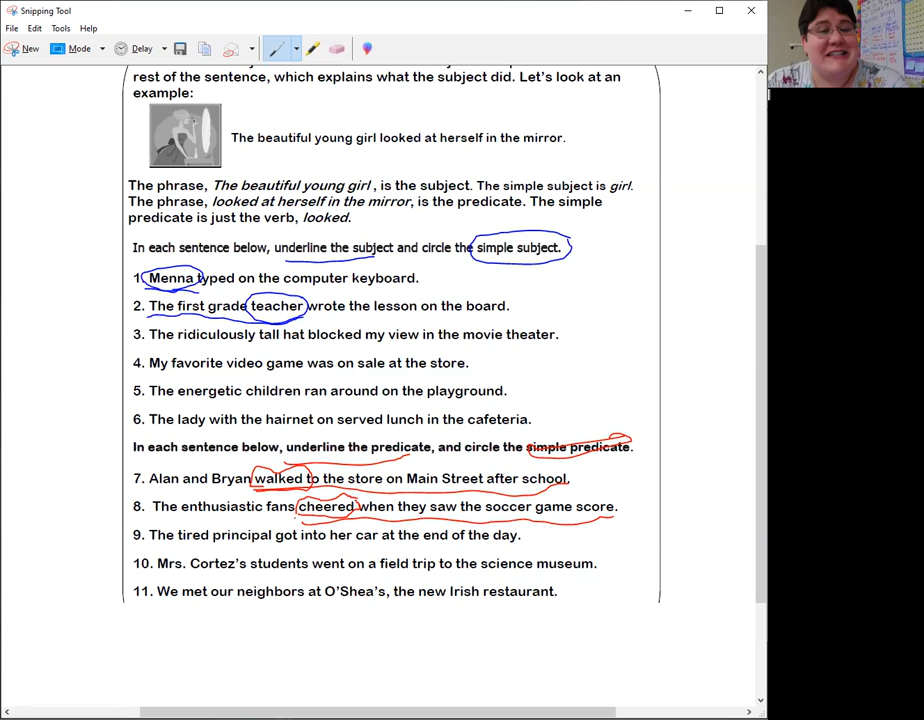 Snipping Tool
File Edit Tools Help
New Mode Delay
rest of the sentence, which explains what the subject did. Let's look at an
example:
The beautiful young girl looked at herself in the mirror.
The phrase, The beautiful young girl , is the subject. The simple subject is girl.
The phrase, looked at herself in the mirror, is the predicate. The simple
predicate is just the verb, looked.
In each sentence below, underline the subject and circle the simple subject.
1. Menna typed on the computer keyboard.
2. The first grade teacher wrote the lesson on the board.
3. The ridiculously tall hat blocked my view in the movie theater.
4. My favorite video game was on sale at the store.
5. The energetic children ran around on the playground.
6. The lady with the hairnet on served lunch in the cafeteria.
In each sentence below, underline the predicate, and circle the simple predicate.
7. Alan and Bryan walked to the store on Main Street after school.
8. The enthusiastic fans cheered when they saw the soccer game score.
9. The tired principal got into her car at the end of the day.
10. Mrs. Cortez's students went on a field trip to the science museum.
11. We met our neighbors at O'Shea's, the new Irish restaurant.